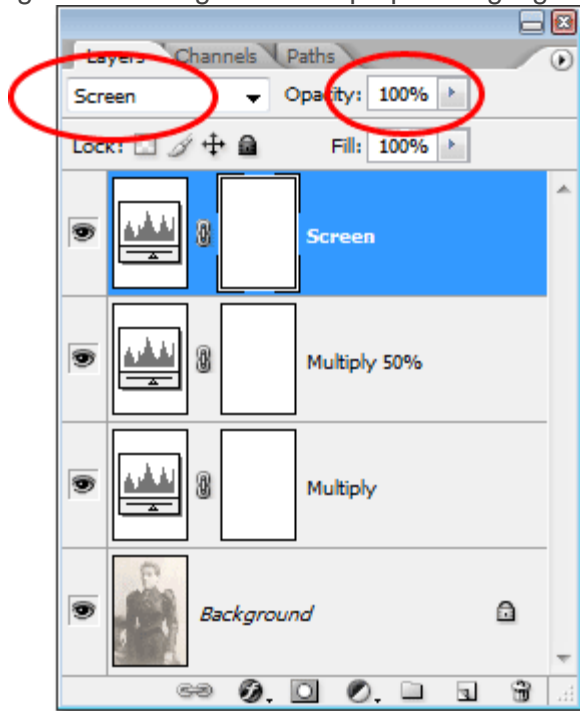 Layers Channels Paths
Screen Opacity: 100%
Lock: Fill: 100%
Screen
Multiply 50%
Multiply
Background